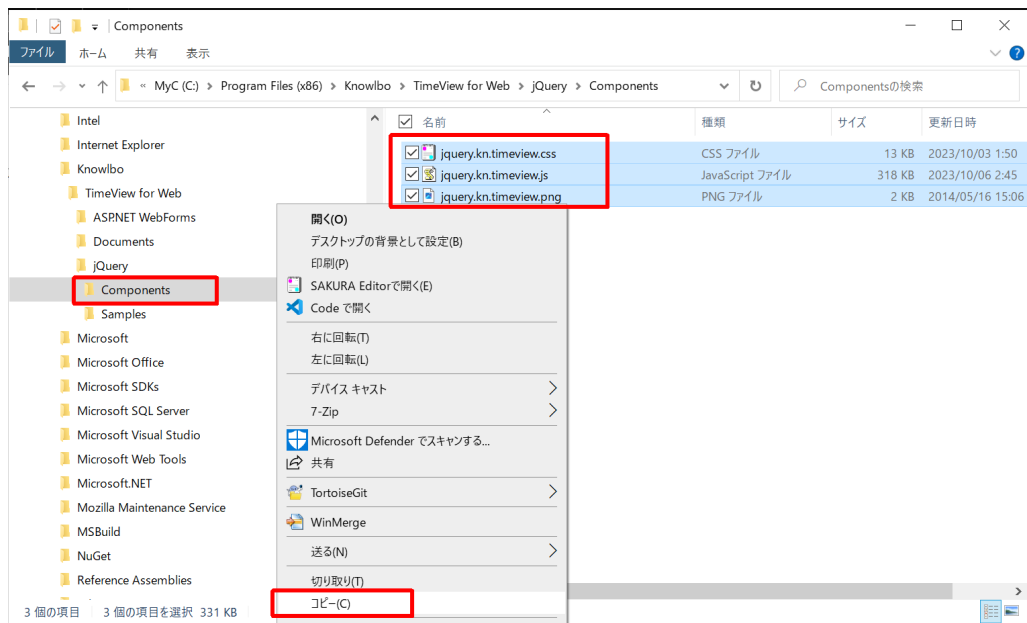 Components
ファイル ホーム 共有 表示
« MyC (C:) > Program Files (x86) > Knowlbo > TimeView for Web > jQuery > Components
Componentsの検索
Intel
Internet Explorer
Knowlbo
TimeView for Web
ASP.NET WebForms
Documents
jQuery
Components
Samples
Microsoft
Microsoft Office
Microsoft SDKs
Microsoft SQL Server
Microsoft Visual Studio
Microsoft Web Tools
Microsoft.NET
Mozilla Maintenance Service
MSBuild
NuGet
Reference Assemblies
名前 種類 サイズ 更新日時
jquery.kn.timeview.css CSS ファイル 13 KB 2023/10/03 1:50
jquery.kn.timeview.js JavaScript ファイル 318 KB 2023/10/06 2:45
jquery.kn.timeview.png PNG ファイル 2 KB 2014/05/16 15:06
開く(O)
デスクトップの背景として設定(B)
印刷(P)
SAKURA Editorで開く(E)
Code で開く
右に回転(T)
左に回転(L)
デバイス キャスト
7-Zip
Microsoft Defender でスキャンする...
共有
TortoiseGit
WinMerge
送る(N)
切り取り(T)
コピー(C)
3 個の項目 3 個の項目を選択 331 KB